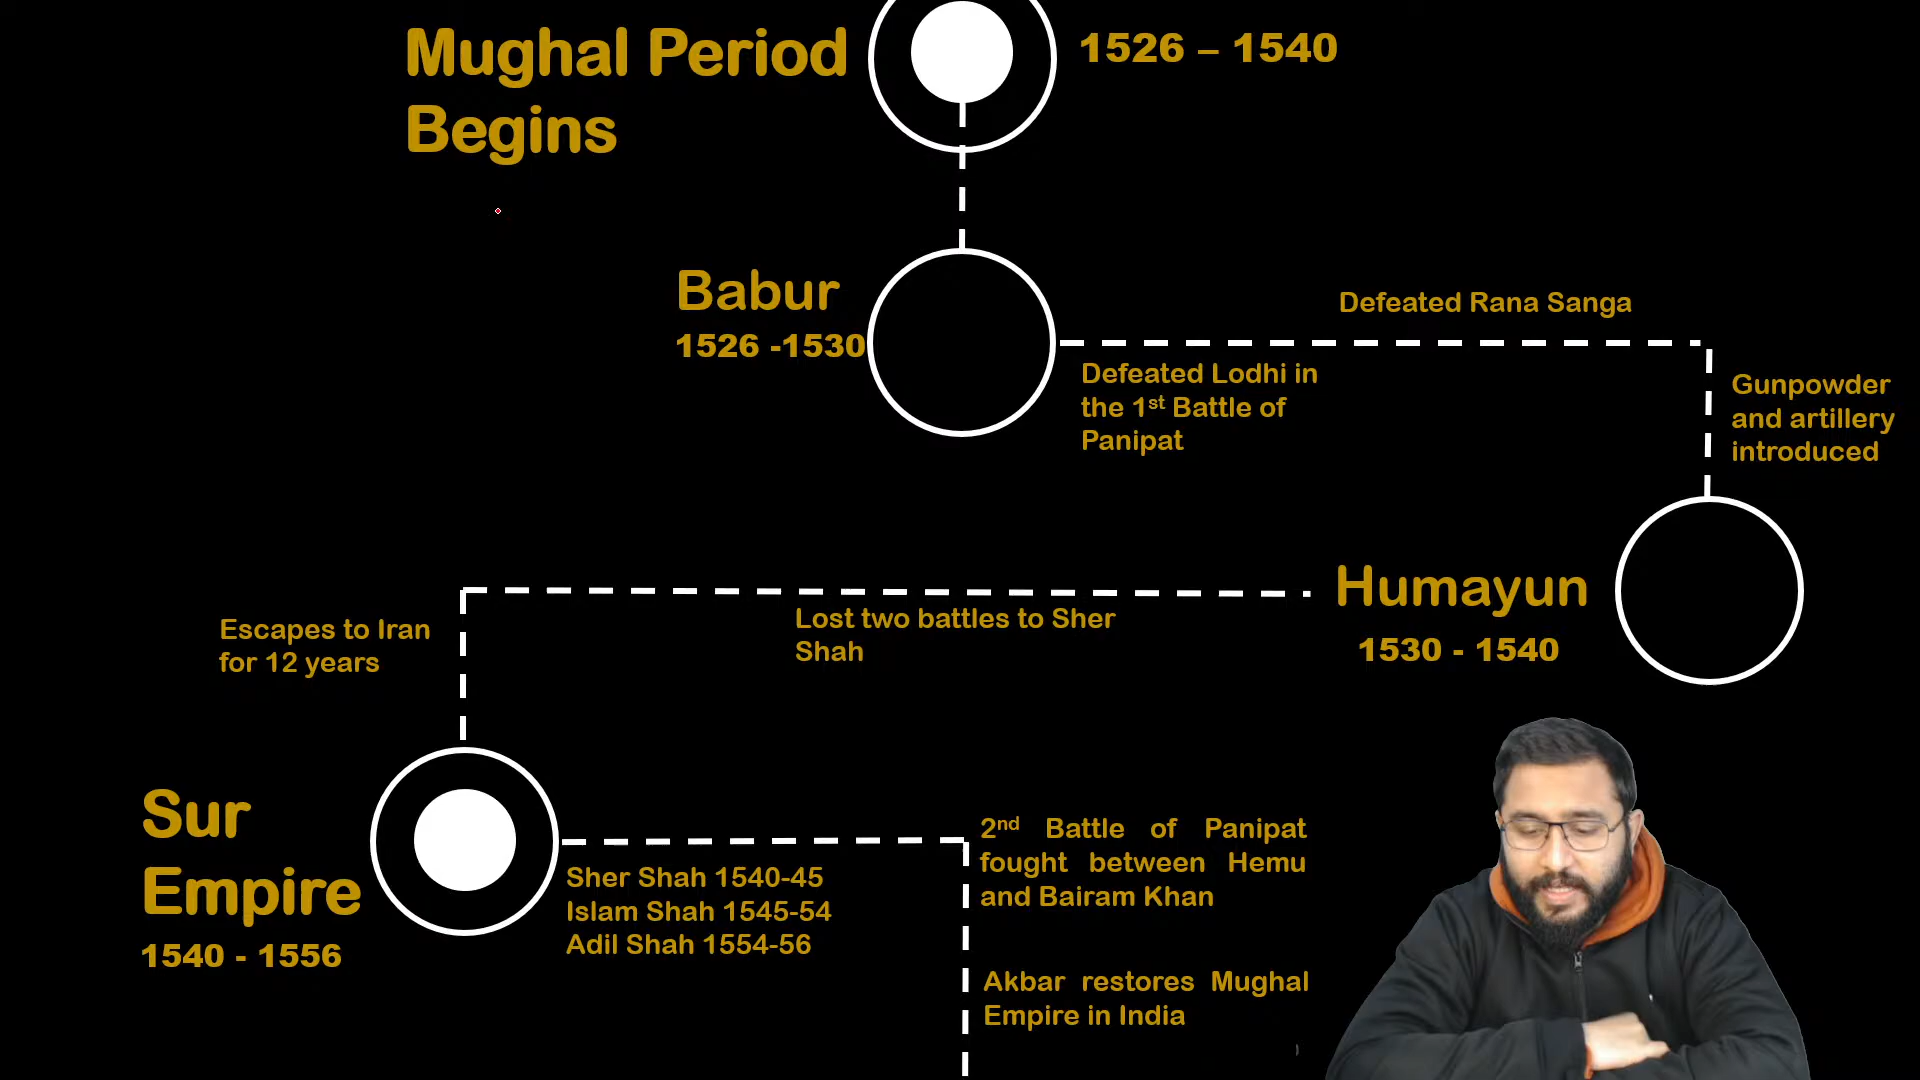 Mughal Period
Begins
1526 – 1540
Babur
1526 -1530
Defeated Rana Sanga
Defeated Lodhi in
the 1st Battle of
Panipat
Gunpowder
and artillery
introduced
Humayun
1530 - 1540
Lost two battles to Sher
Shah
Escapes to Iran
for 12 years
Sur
Empire
1540 - 1556
Sher Shah 1540-45
Islam Shah 1545-54
Adil Shah 1554-56
2nd Battle of Panipat
fought between Hemu
and Bairam Khan
Akbar restores Mughal
Empire in India